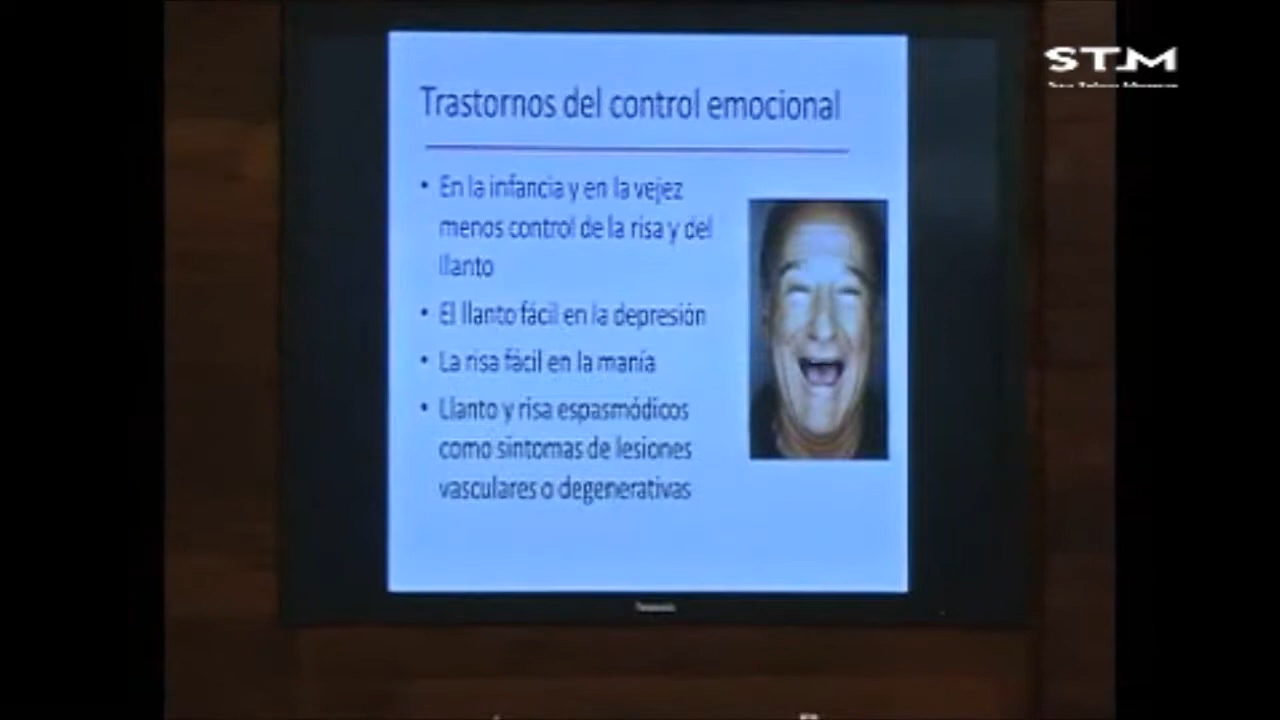 STM
Trastornos del control emocional
• En la infancia y en la vejez
menos control de la risa y del
llanto
• El llanto fácil en la depresión
• La risa fácil en la manía
• Llanto y risa espasmódicos
como síntomas de lesiones
vasculares o degenerativas
Panasonic